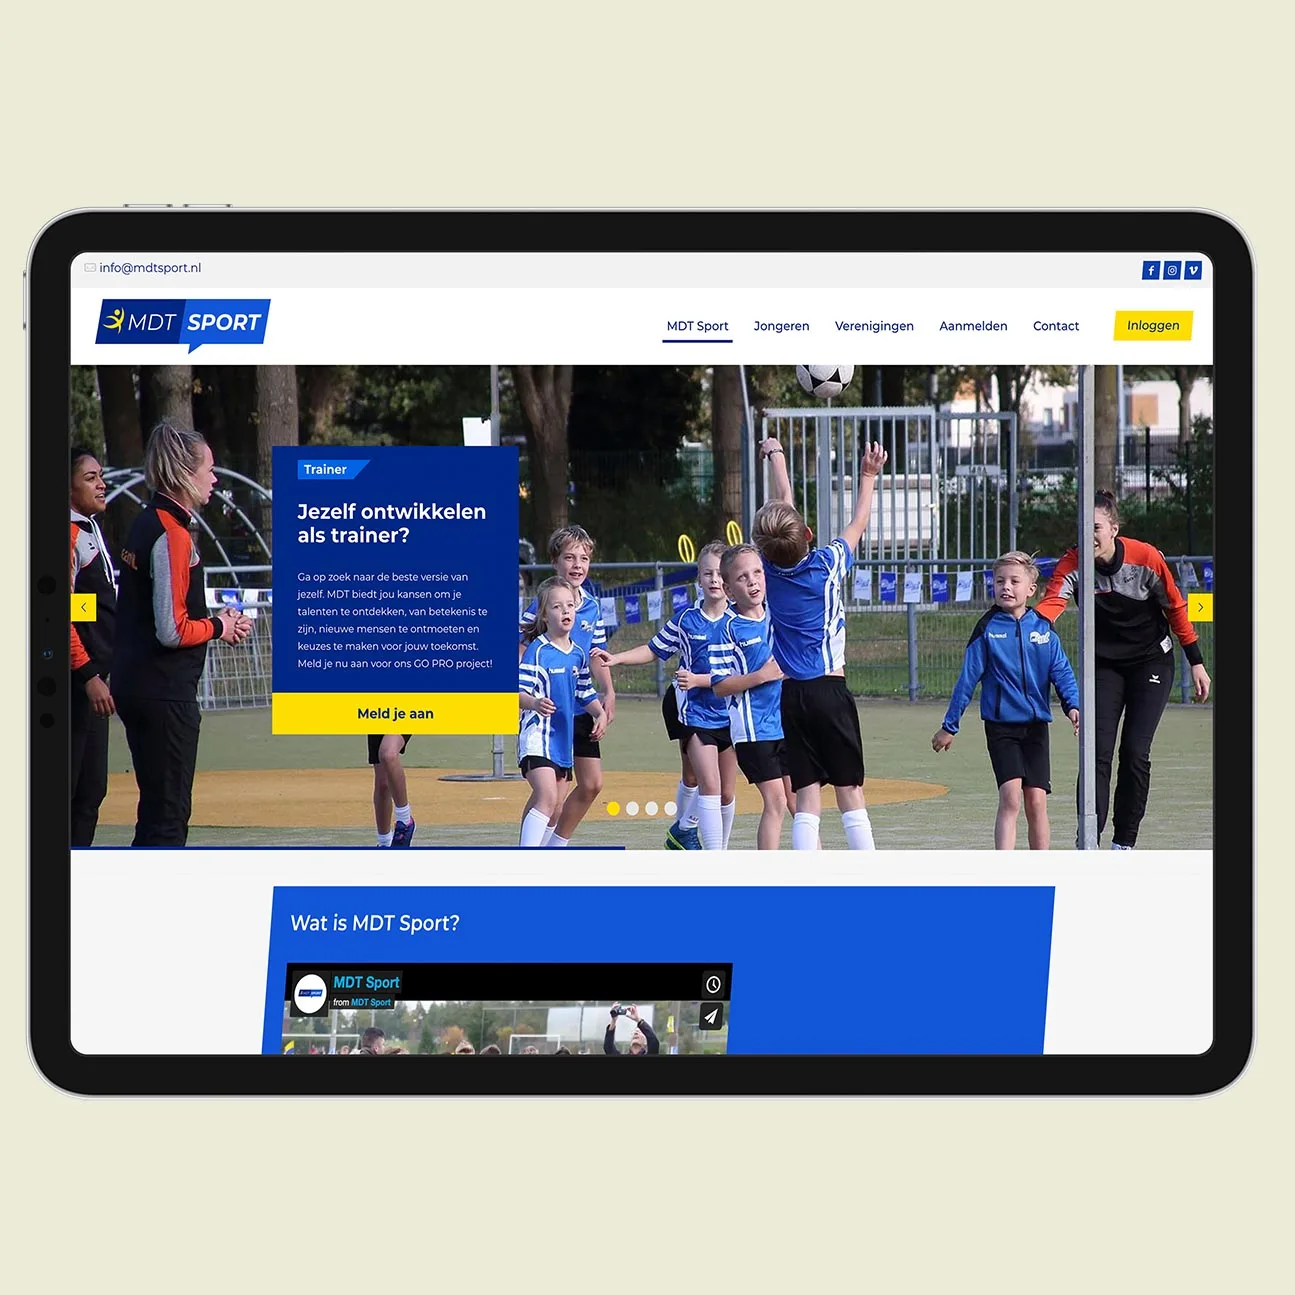 info@mdtsport.nl
MDT SPORT
MDT Sport Jongeren Verenigingen Aanmelden Contact Inloggen
Trainer
Jezelf ontwikkelen
als trainer?
Ga op zoek naar de beste versie van
jezelf. MDT biedt jou kansen om je
talenten te ontdekken, van betekenis te
zijn, nieuwe mensen te ontmoeten en
keuzes te maken voor jouw toekomst.
Meld je nu aan voor ons GO PRO project!
Meld je aan
hummel
hummel
hummel
Wat is MDT Sport?
MDT Sport
from MDT Sport